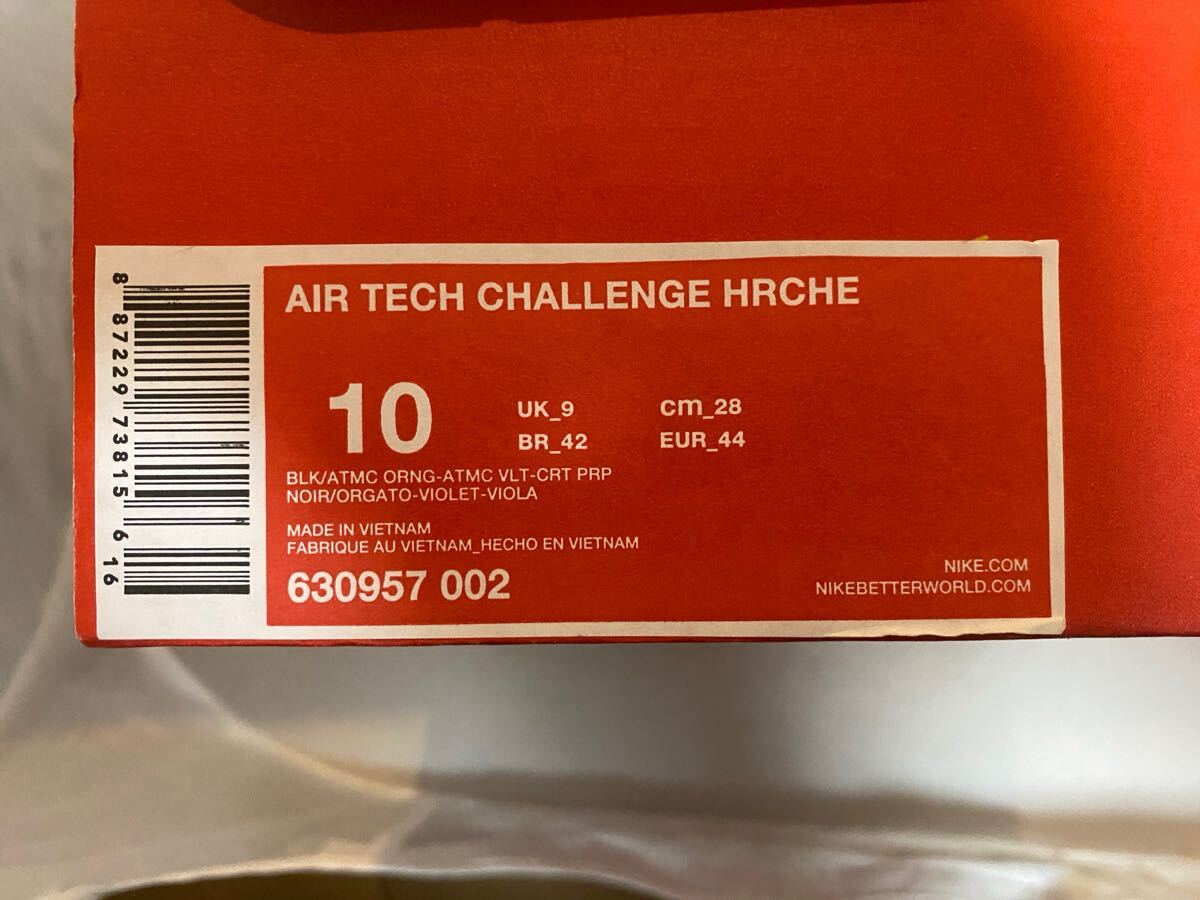 AIR TECH CHALLENGE HRCHE
10
UK_9 cm_28
BR_42 EUR_44
BLK/ATMC ORNG-ATMC VLT-CRT PRP
NOIR/ORGATO-VIOLET-VIOLA
MADE IN VIETNAM
FABRIQUE AU VIETNAM_HECHO EN VIETNAM
630957 002
NIKE.COM
NIKEBETTERWORLD.COM
8 87229 73815 6 16